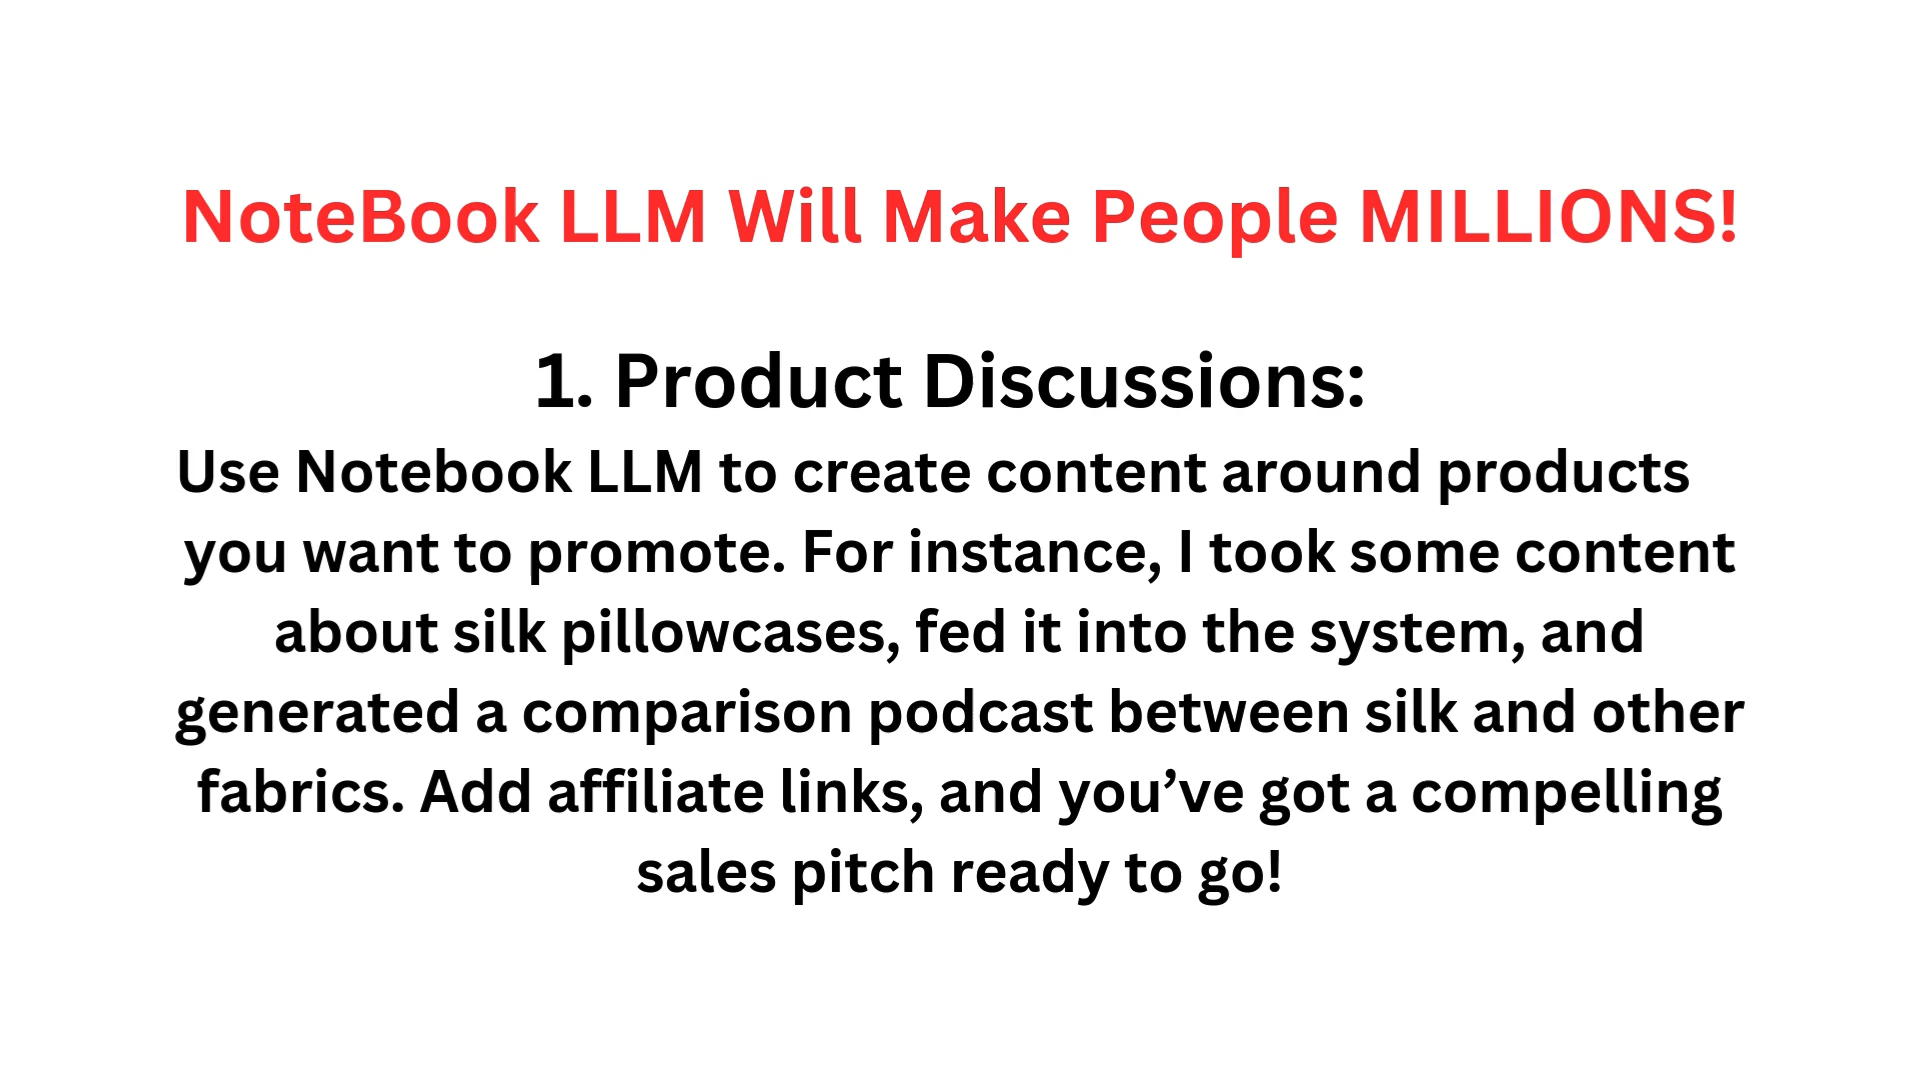 NoteBook LLM Will Make People MILLIONS!
1. Product Discussions:
Use Notebook LLM to create content around products
you want to promote. For instance, I took some content
about silk pillowcases, fed it into the system, and
generated a comparison podcast between silk and other
fabrics. Add affiliate links, and you’ve got a compelling
sales pitch ready to go!